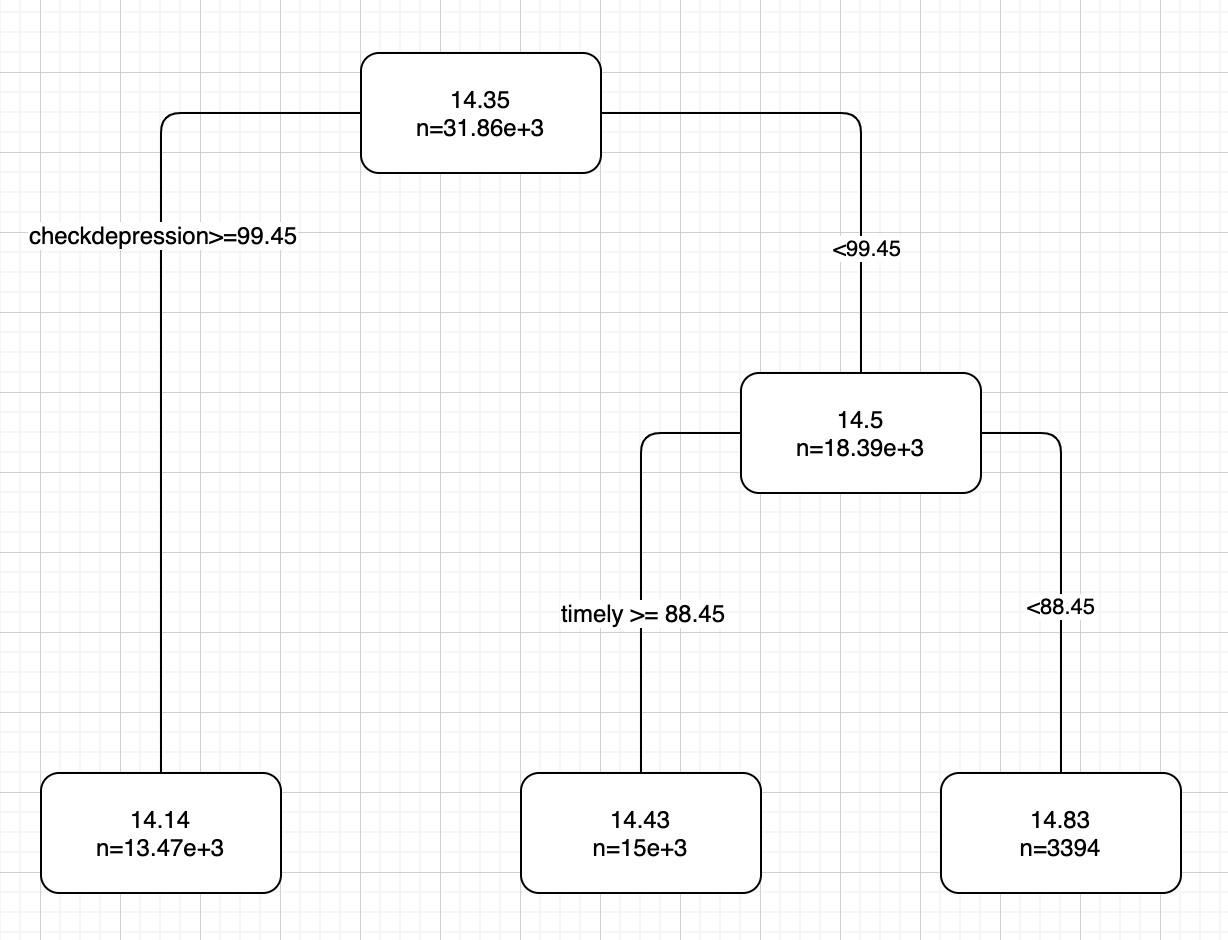 14.35
n=31.86e+3
checkdepression>=99.45
<99.45
14.5
n=18.39e+3
timely >= 88.45
<88.45
14.14
n=13.47e+3
14.43
n=15e+3
14.83
n=3394